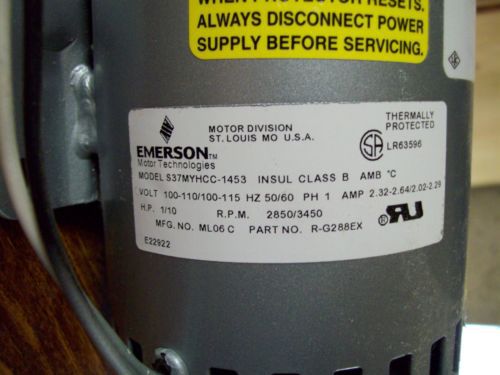 WHEN PROTECTOR RESETS.
ALWAYS DISCONNECT POWER
SUPPLY BEFORE SERVICING.
EMERSON™
Motor Technologies
MOTOR DIVISION
ST. LOUIS MO U.S.A.
SA
THERMALLY
PROTECTED
LR63596
MODEL S37MYHCC-1453 INSUL CLASS B AMB °C
VOLT 100-110/100-115 HZ 50/60 PH 1 AMP 2.32-2.64/2.02-2.29
H.P. 1/10 R.P.M. 2850/3450
MFG. NO. ML06 C PART NO. R-G288EX
E22922